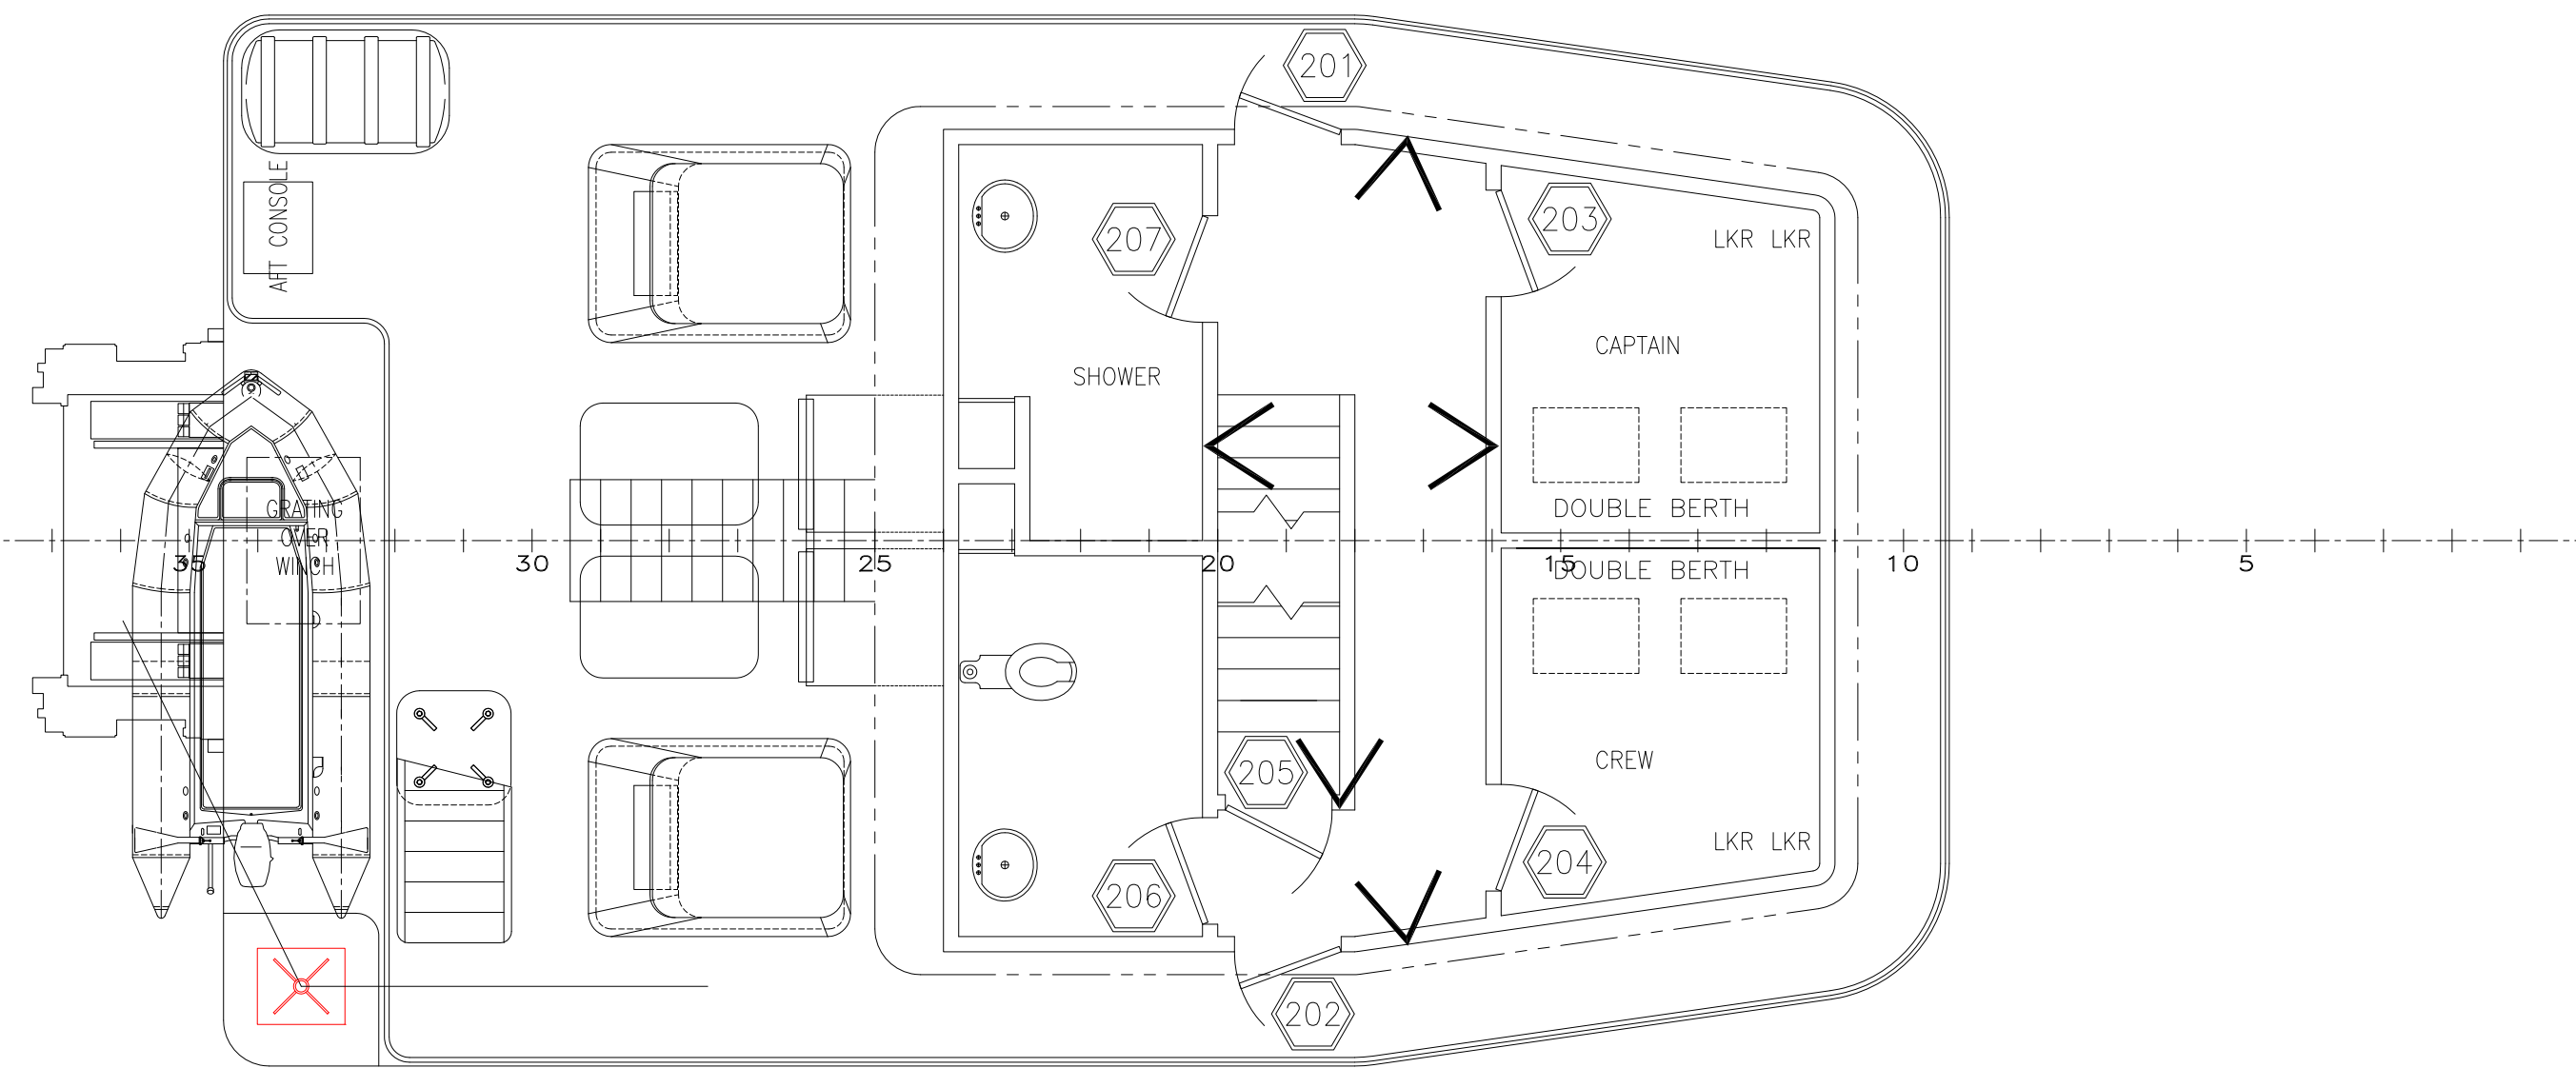 201
AFT CONSOLE
207
203
LKR LKR
CAPTAIN
SHOWER
DOUBLE BERTH
GRATING
OVER
WINCH
35
30
25
20
15
10
5
DOUBLE BERTH
CREW
205
LKR LKR
206
204
202